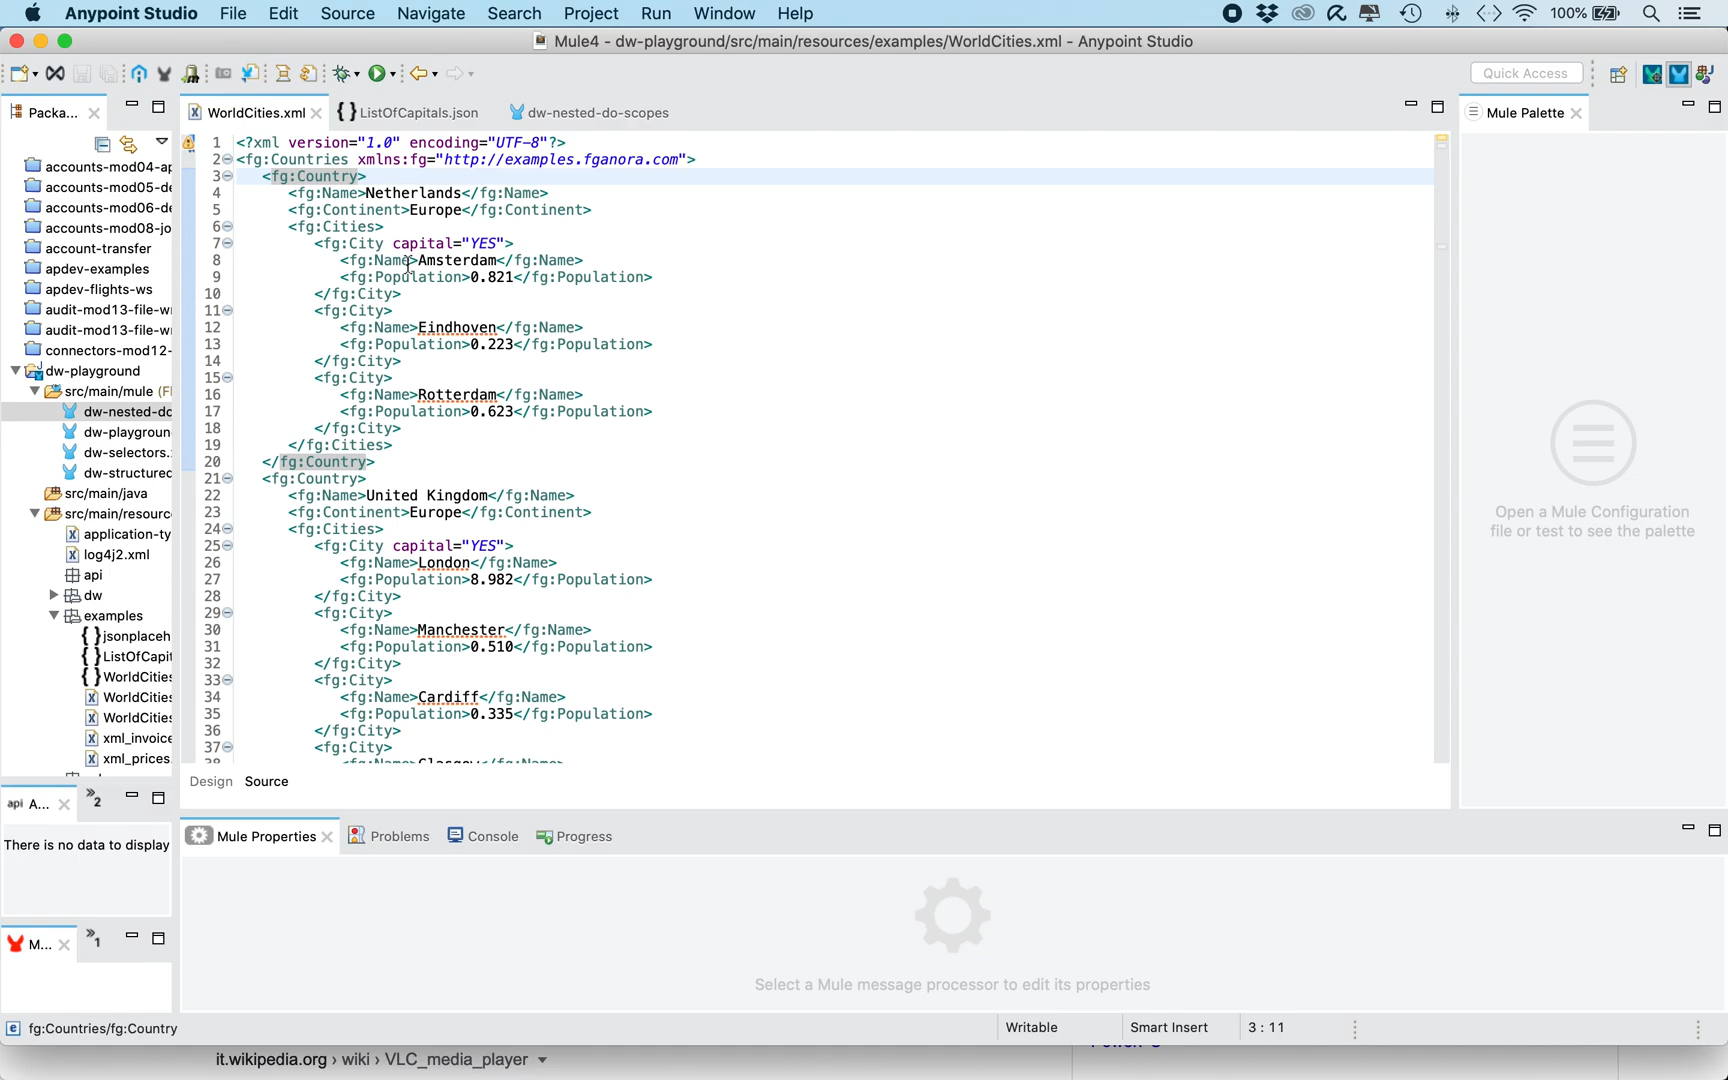 Anypoint Studio File Edit Source Navigate Search Project Run Window Help 100%
Mule4 - dw-playground/src/main/resources/examples/WorldCities.xml - Anypoint Studio
Quick Access
Packa...
WorldCities.xml
ListOfCapitals.json
dw-nested-do-scopes
Mule Palette
accounts-mod04-ap
accounts-mod05-de
accounts-mod06-de
accounts-mod08-jo
account-transfer
apdev-examples
apdev-flights-ws
audit-mod13-file-wr
audit-mod13-file-wr
connectors-mod12-
dw-playground
src/main/mule (Fl
dw-nested-do
dw-playgroun
dw-selectors.
dw-structured
src/main/java
src/main/resourc
application-ty
log4j2.xml
api
dw
examples
jsonplaceh
ListOfCapit
WorldCities
WorldCities
WorldCities
xml_invoice
xml_prices.
1 <?xml version="1.0" encoding="UTF-8"?>
2 <fg:Countries xmlns:fg="http://examples.fganora.com">
3 <fg:Country>
4 <fg:Name>Netherlands</fg:Name>
5 <fg:Continent>Europe</fg:Continent>
6 <fg:Cities>
7 <fg:City capital="YES">
8 <fg:Name>Amsterdam</fg:Name>
9 <fg:Population>0.821</fg:Population>
10 </fg:City>
11 <fg:City>
12 <fg:Name>Eindhoven</fg:Name>
13 <fg:Population>0.223</fg:Population>
14 </fg:City>
15 <fg:City>
16 <fg:Name>Rotterdam</fg:Name>
17 <fg:Population>0.623</fg:Population>
18 </fg:City>
19 </fg:Cities>
20 </fg:Country>
21 <fg:Country>
22 <fg:Name>United Kingdom</fg:Name>
23 <fg:Continent>Europe</fg:Continent>
24 <fg:Cities>
25 <fg:City capital="YES">
26 <fg:Name>London</fg:Name>
27 <fg:Population>8.982</fg:Population>
28 </fg:City>
29 <fg:City>
30 <fg:Name>Manchester</fg:Name>
31 <fg:Population>0.510</fg:Population>
32 </fg:City>
33 <fg:City>
34 <fg:Name>Cardiff</fg:Name>
35 <fg:Population>0.335</fg:Population>
36 </fg:City>
37 <fg:City>
38 <fg:Name>Glasgow</fg:Name>
Design Source
Open a Mule Configuration
file or test to see the palette
api A... 2
There is no data to display
M... 1
Mule Properties
Problems
Console
Progress
Select a Mule message processor to edit its properties
fg:Countries/fg:Country
Writable
Smart Insert
3 : 11
it.wikipedia.org › wiki › VLC_media_player